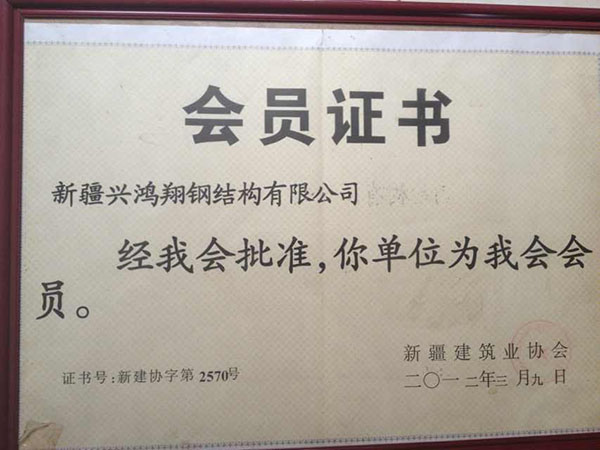 会员证书
新疆兴鸿翔钢结构有限公司
经我会批准,你单位为我会会
员。
新疆建筑业协会
证书号:新建协字第2570号
二〇一二年三月九日